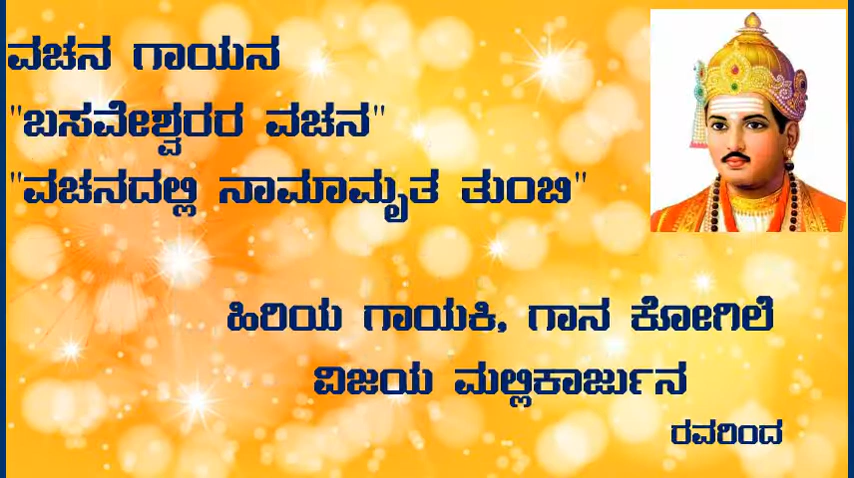 ವಚನ ಗಾಯನ
"ಬಸವೇಶ್ವರರ ವಚನ"
"ವಚನದಲ್ಲಿ ನಾಮಾಮೃತ ತುಂಬಿ"
ಹಿರಿಯ ಗಾಯಕಿ, ಗಾನ ಕೋಗಿಲೆ
ವಿಜಯ ಮಲ್ಲಿಕಾರ್ಜುನ
ರವರಿಂದ